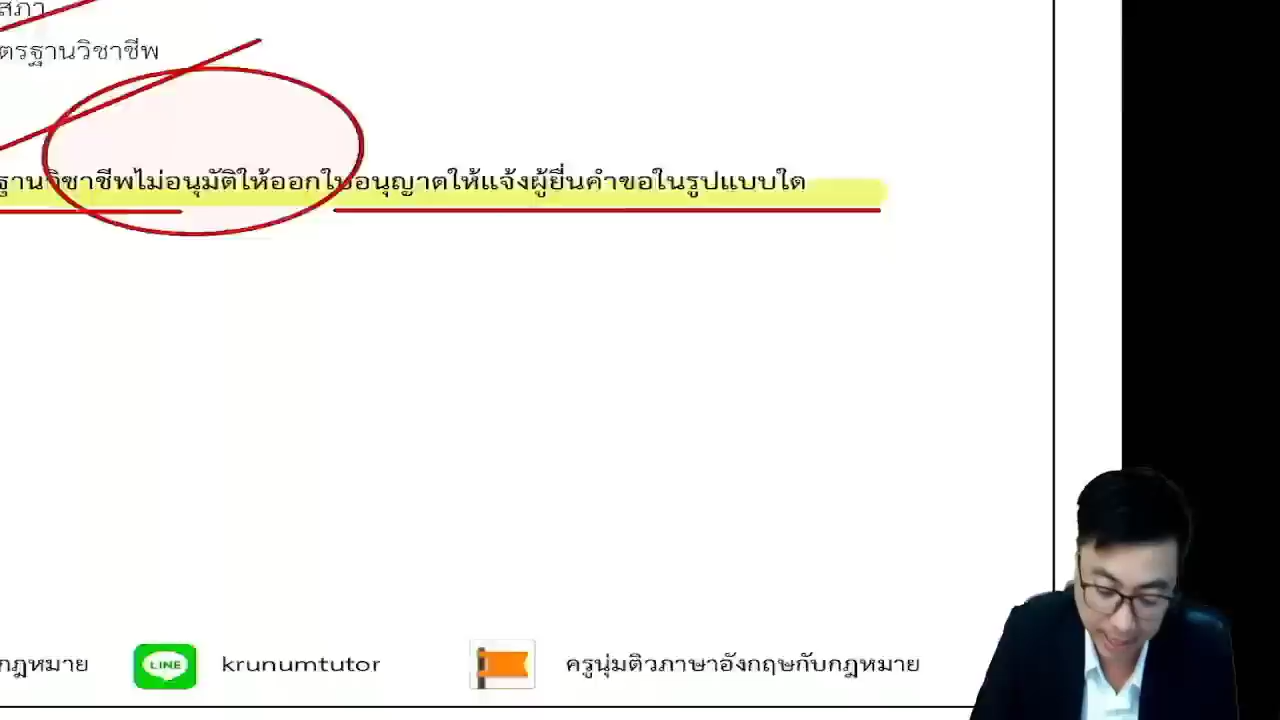 สภา
ตรฐานวิชาชีพ
ฐานวิชาชีพไม่อนุมัติให้ออกใบอนุญาตให้แจ้งผู้ยื่นคำขอในรูปแบบใด
กฎหมาย
LINE
krunumtutor
ครูนุ่มติวภาษาอังกฤษกับกฎหมาย